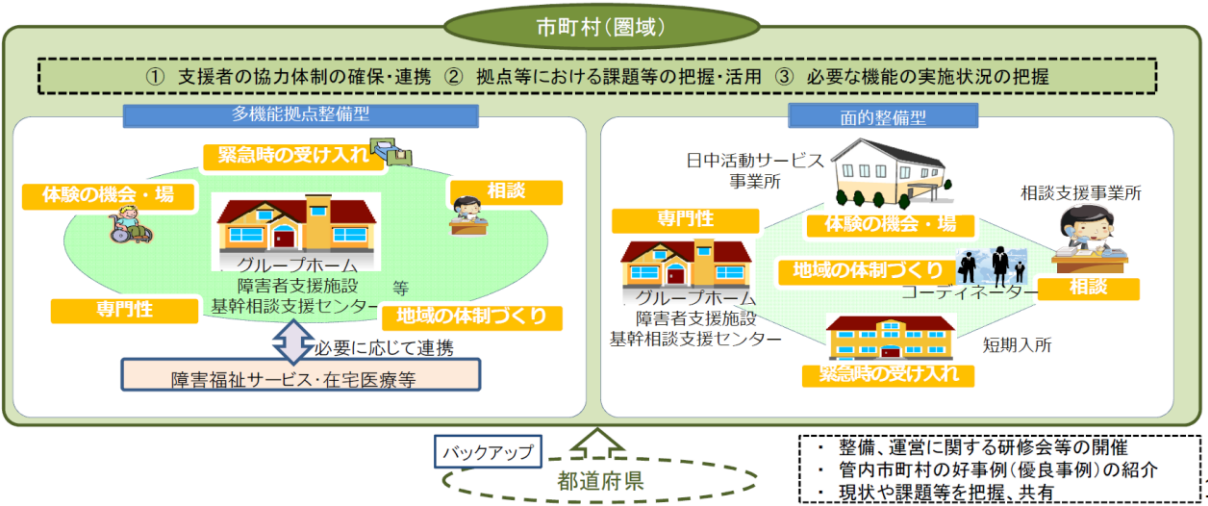 市町村(圏域)
① 支援者の協力体制の確保・連携 ② 拠点等における課題等の把握・活用 ③ 必要な機能の実施状況の把握
多機能拠点整備型
緊急時の受け入れ
体験の機会・場
相談
グループホーム
障害者支援施設 等
基幹相談支援センター
専門性
地域の体制づくり
必要に応じて連携
障害福祉サービス・在宅医療等
面的整備型
日中活動サービス
事業所
相談支援事業所
専門性
体験の機会・場
地域の体制づくり
コーディネーター
相談
グループホーム
障害者支援施設
基幹相談支援センター
短期入所
緊急時の受け入れ
バックアップ
都道府県
・ 整備、運営に関する研修会等の開催
・ 管内市町村の好事例(優良事例)の紹介
・ 現状や課題等を把握、共有